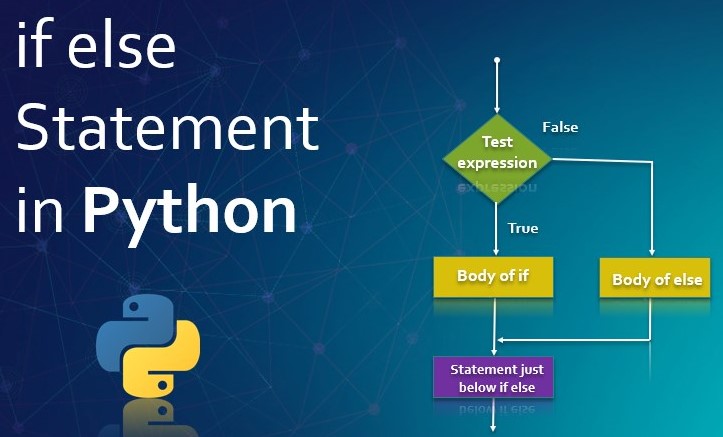 if else
Statement
in Python
Test
expression
False
True
Body of if
Body of else
Statement just
below if else